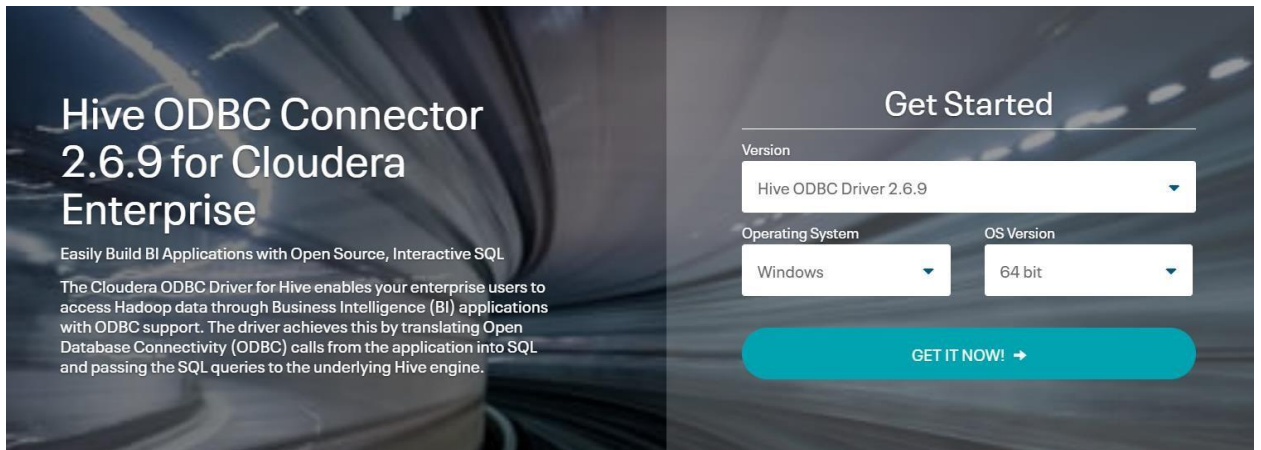 Hive ODBC Connector
2.6.9 for Cloudera
Enterprise
Easily Build BI Applications with Open Source, Interactive SQL
The Cloudera ODBC Driver for Hive enables your enterprise users to
access Hadoop data through Business Intelligence (BI) applications
with ODBC support. The driver achieves this by translating Open
Database Connectivity (ODBC) calls from the application into SQL
and passing the SQL queries to the underlying Hive engine.
Get Started
Version
Hive ODBC Driver 2.6.9
Operating System
OS Version
Windows
64 bit
GET IT NOW! ➔